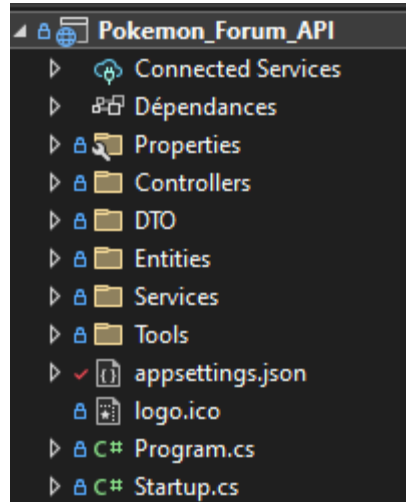 Pokemon_Forum_API
Connected Services
Dépendances
Properties
Controllers
DTO
Entities
Services
Tools
appsettings.json
logo.ico
C# Program.cs
C# Startup.cs